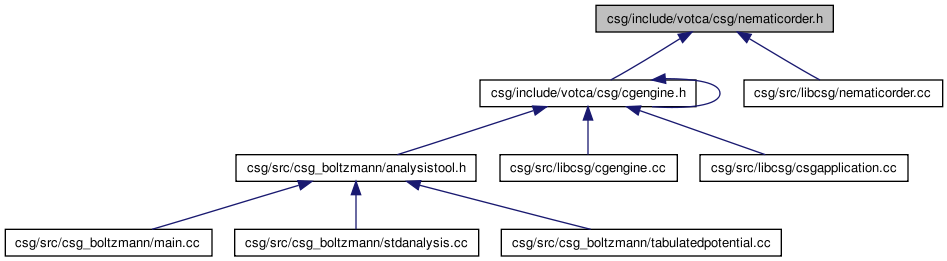 csg/include/votca/csg/nematicorder.h
csg/include/votca/csg/cgengine.h
csg/src/libcsg/nematicorder.cc
csg/src/csg_boltzmann/analysistool.h
csg/src/libcsg/cgengine.cc
csg/src/libcsg/csgapplication.cc
csg/src/csg_boltzmann/main.cc
csg/src/csg_boltzmann/stdanalysis.cc
csg/src/csg_boltzmann/tabulatedpotential.cc